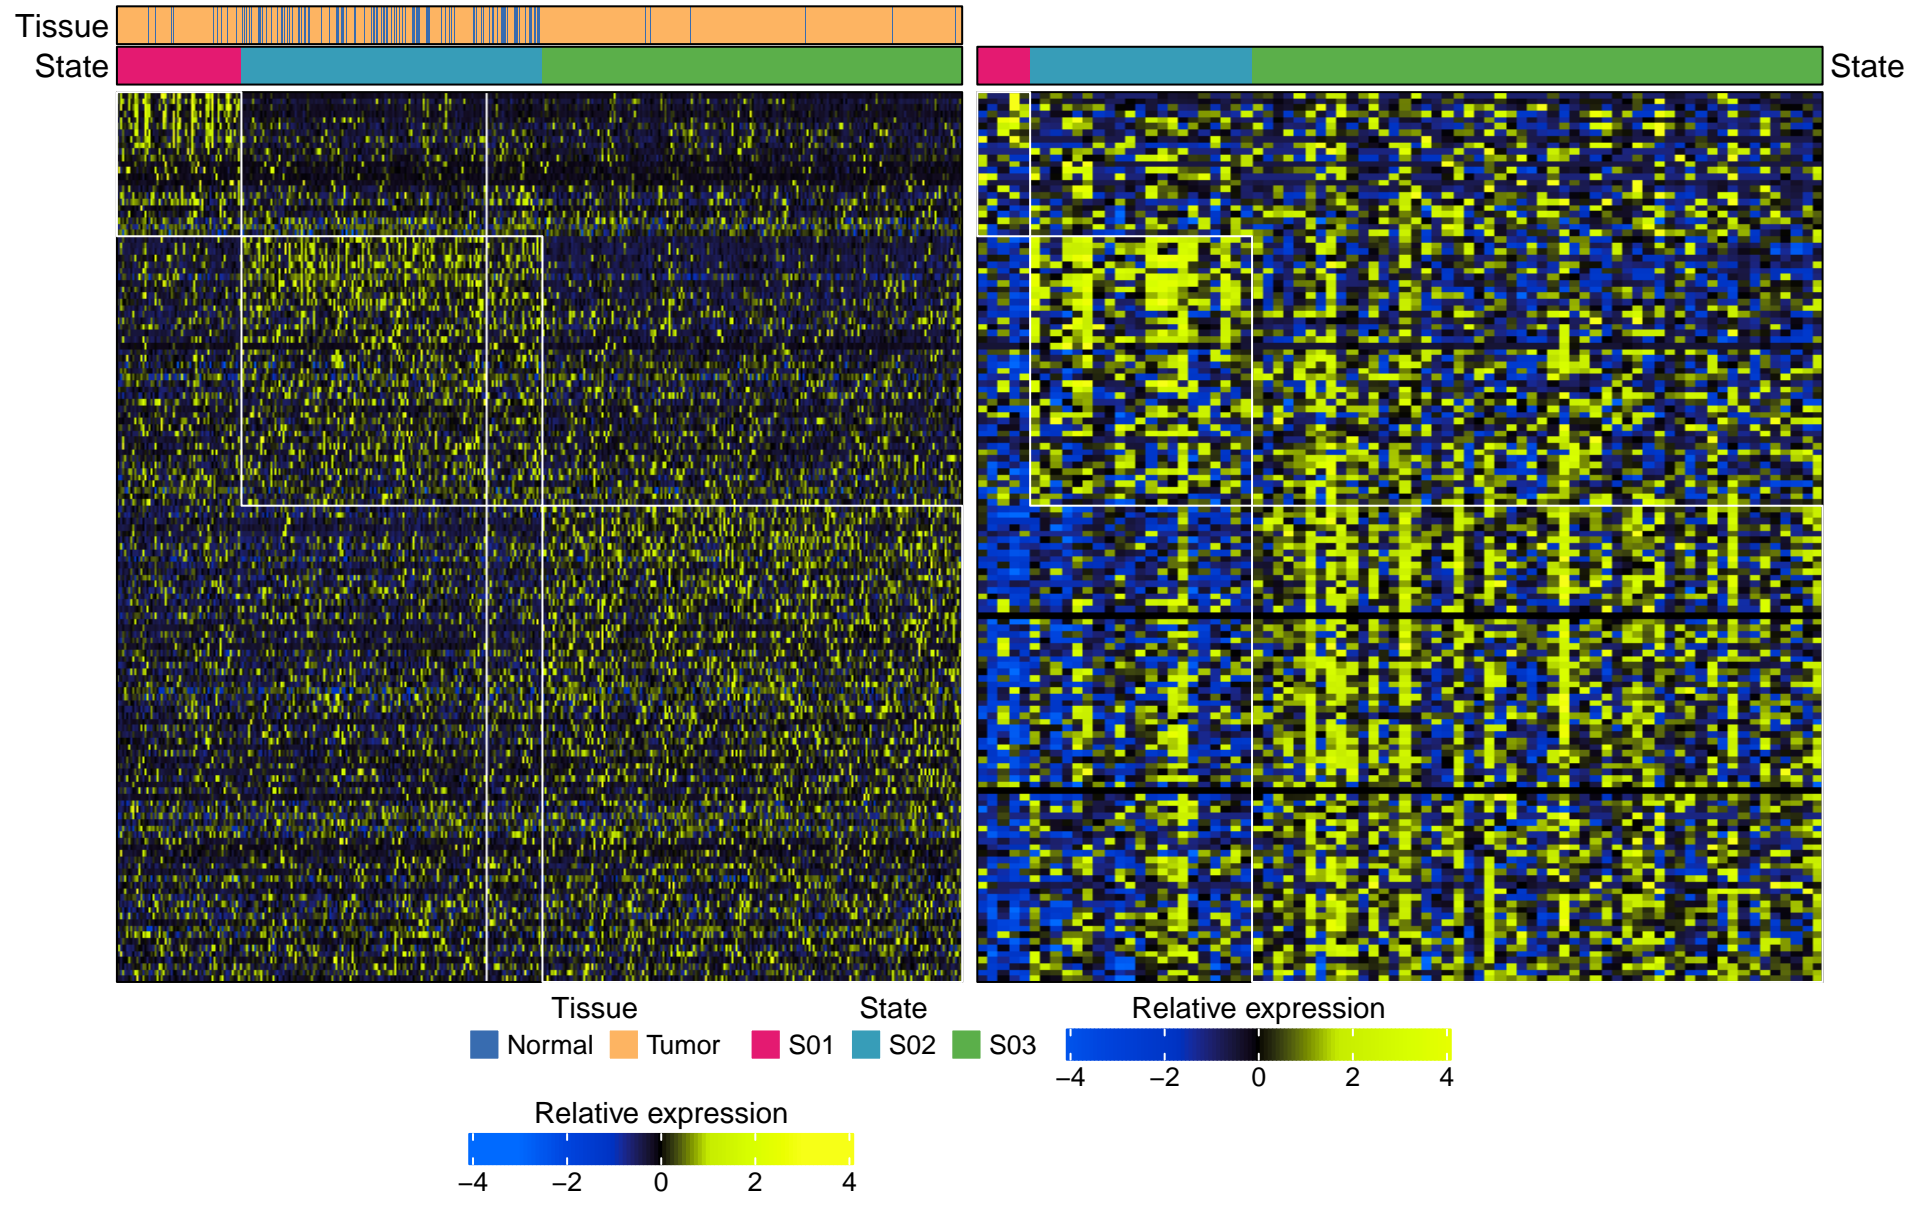 Tissue
State
State
Tissue
Normal Tumor
State
S01 S02 S03
Relative expression
−4 −2 0 2 4
Relative expression
−4 −2 0 2 4